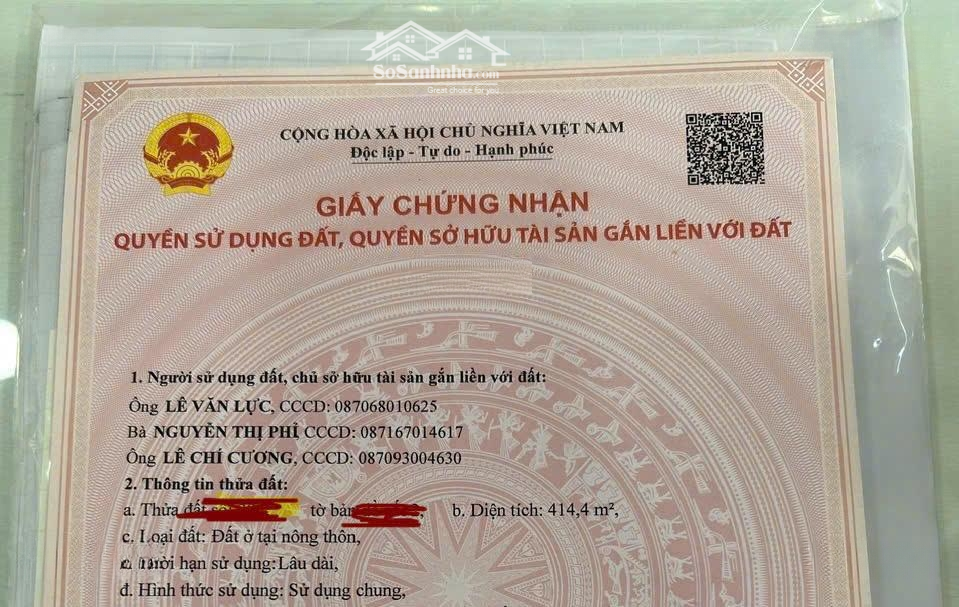 SoSanhnha.com
Great choice for you
CỘNG HÒA XÃ HỘI CHỦ NGHĨA VIỆT NAM
Độc lập - Tự do - Hạnh phúc
GIẤY CHỨNG NHẬN
QUYỀN SỬ DỤNG ĐẤT, QUYỀN SỞ HỮU TÀI SẢN GẮN LIỀN VỚI ĐẤT
1. Người sử dụng đất, chủ sở hữu tài sản gắn liền với đất:
Ông LÊ VĂN LỰC, CCCD: 087068010625
Bà NGUYỄN THỊ PHỈ CCCD: 087167014617
Ông LÊ CHÍ CƯƠNG, CCCD: 087093004630
2. Thông tin thửa đất:
a. Thửa đất tờ bản b. Diện tích: 414,4 m²,
c. Loại đất: Đất ở tại nông thôn,
Thời hạn sử dụng:Lâu dài,
đ. Hình thức sử dụng: Sử dụng chung,